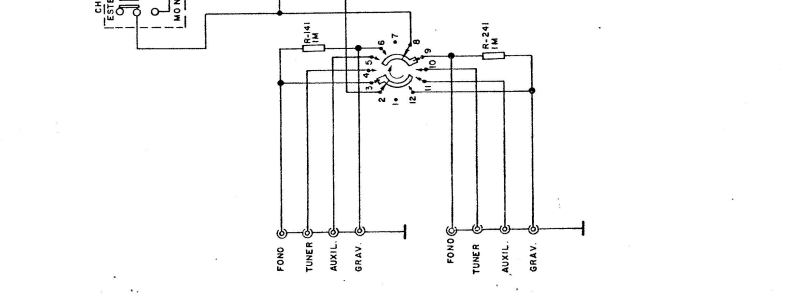 CH
ESTE
MON
R-141
1M
R-241
1M
6
7
8
5
9
4
10
3
11
2
1
12
FONO
TUNER
AUXIL.
GRAV.
FONO
TUNER
AUXIL.
GRAV.